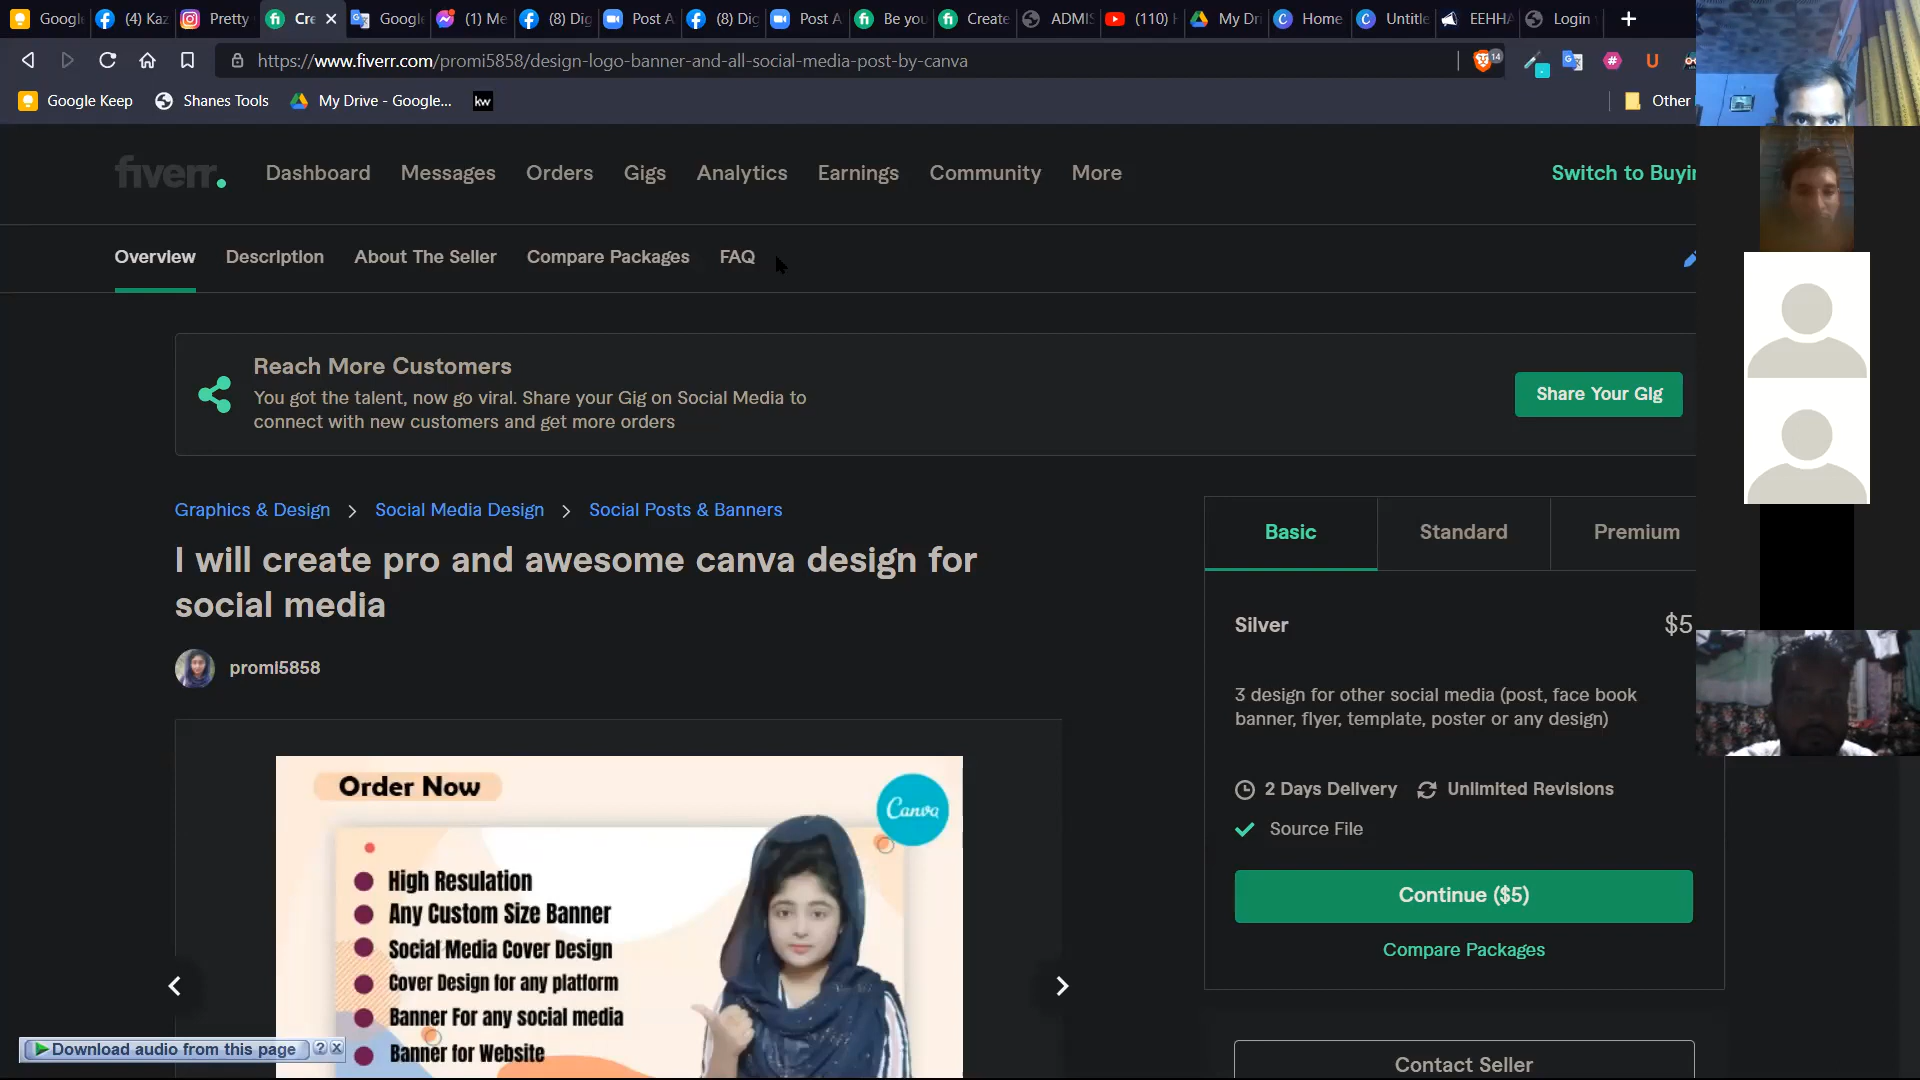 Googl
(4) Kaz
Pretty
Cre
Googl
(1) Me
(8) Dig
Post A
(8) Dig
Post A
Be you
Create
ADMIS
(110)
My Dri
Home
Untitle
EEHHA
Login
https://www.fiverr.com/promi5858/design-logo-banner-and-all-social-media-post-by-canva
14
U
Google Keep
Shanes Tools
My Drive - Google...
kw
Other
fiverr.
Dashboard
Messages
Orders
Gigs
Analytics
Earnings
Community
More
Switch to Buyin
Overview
Description
About The Seller
Compare Packages
FAQ
Reach More Customers
You got the talent, now go viral. Share your Gig on Social Media to
connect with new customers and get more orders
Share Your Gig
Graphics & Design > Social Media Design > Social Posts & Banners
I will create pro and awesome canva design for
social media
promi5858
Order Now
Canva
High Resulation
Any Custom Size Banner
Social Media Cover Design
Cover Design for any platform
Banner For any social media
Banner for Website
Basic
Standard
Premium
Silver
$5
3 design for other social media (post, face book
banner, flyer, template, poster or any design)
2 Days Delivery
Unlimited Revisions
Source File
Continue ($5)
Compare Packages
Contact Seller
Download audio from this page